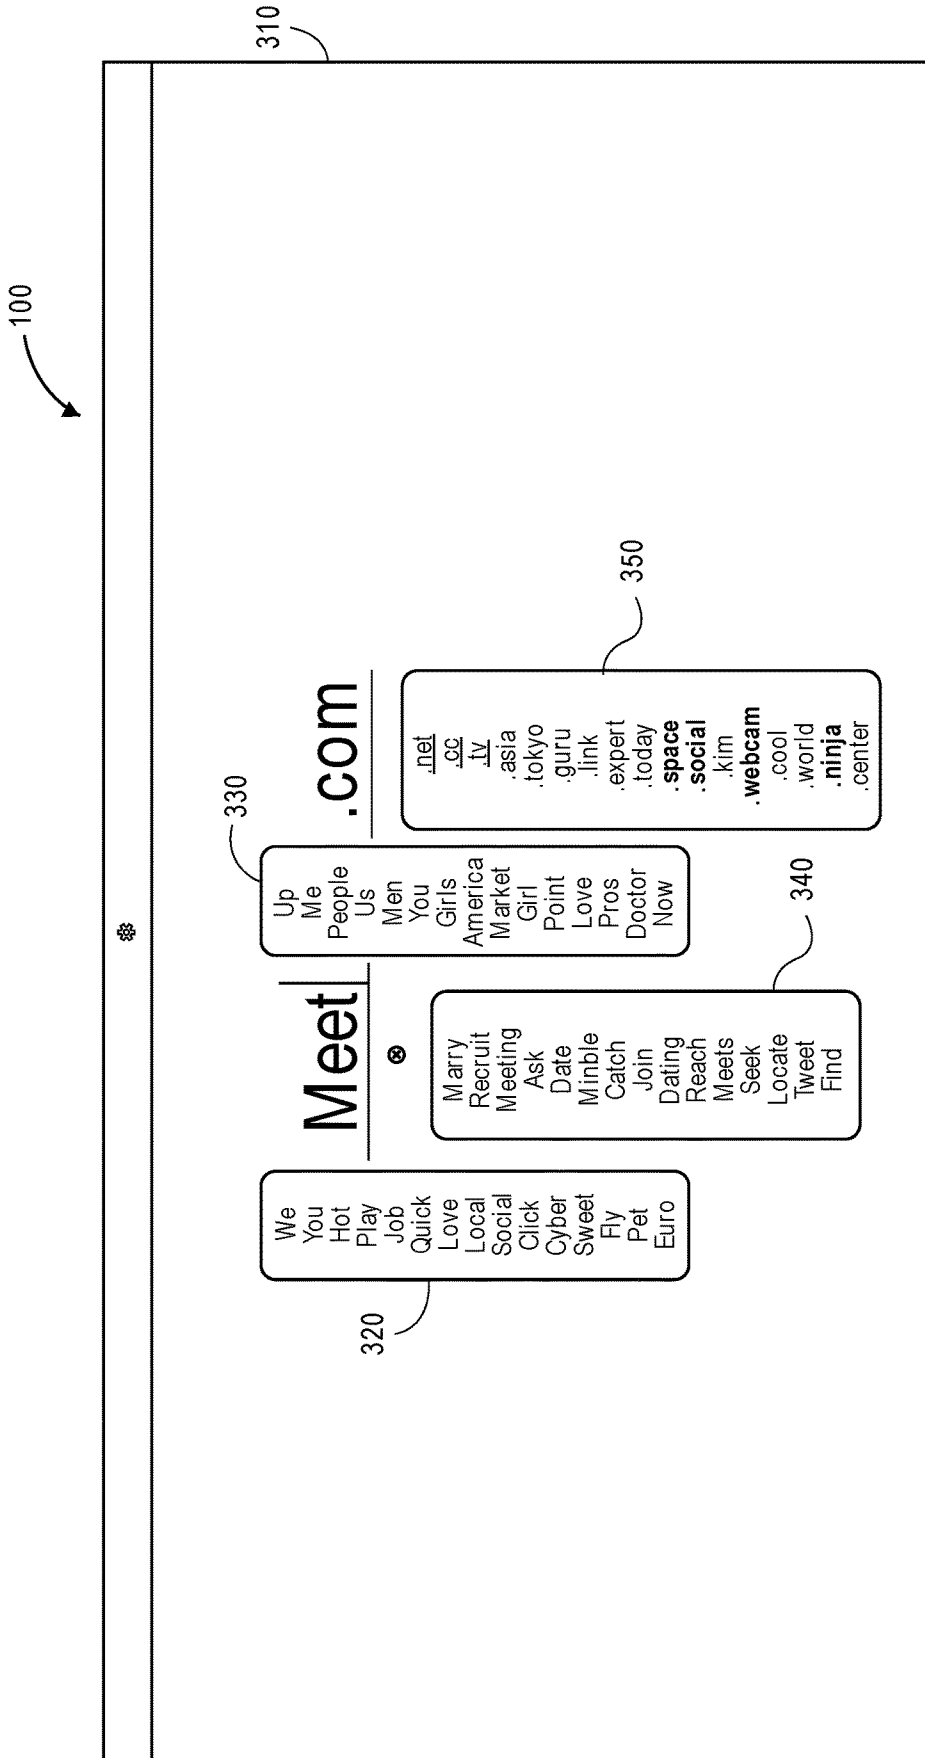 100
310
Meet
.com
320
We
You
Hot
Play
Job
Quick
Love
Local
Social
Click
Cyber
Sweet
Fly
Pet
Euro
330
Up
Me
People
Us
Men
You
Girls
America
Market
Girl
Point
Love
Pros
Doctor
Now
340
Marry
Recruit
Meeting
Ask
Date
Minble
Catch
Join
Dating
Reach
Meets
Seek
Locate
Tweet
Find
350
.net
.cc
.tv
.asia
.tokyo
.guru
.link
.expert
.today
.space
.social
.kim
.webcam
.cool
.world
.ninja
.center